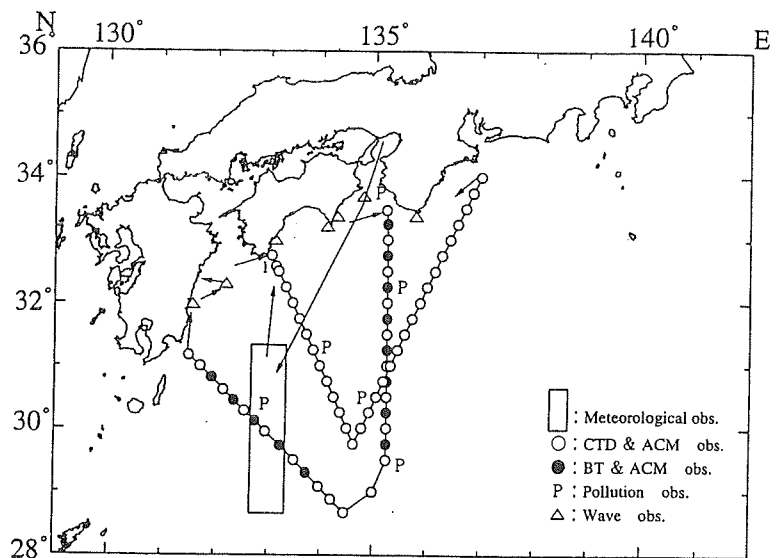 N 130° 135° 140° E
36°
34°
P
1
32°
P
P
P
P
30°
P
28°
: Meteorological obs.
: CTD & ACM obs.
: BT & ACM obs.
P : Pollution obs.
: Wave obs.